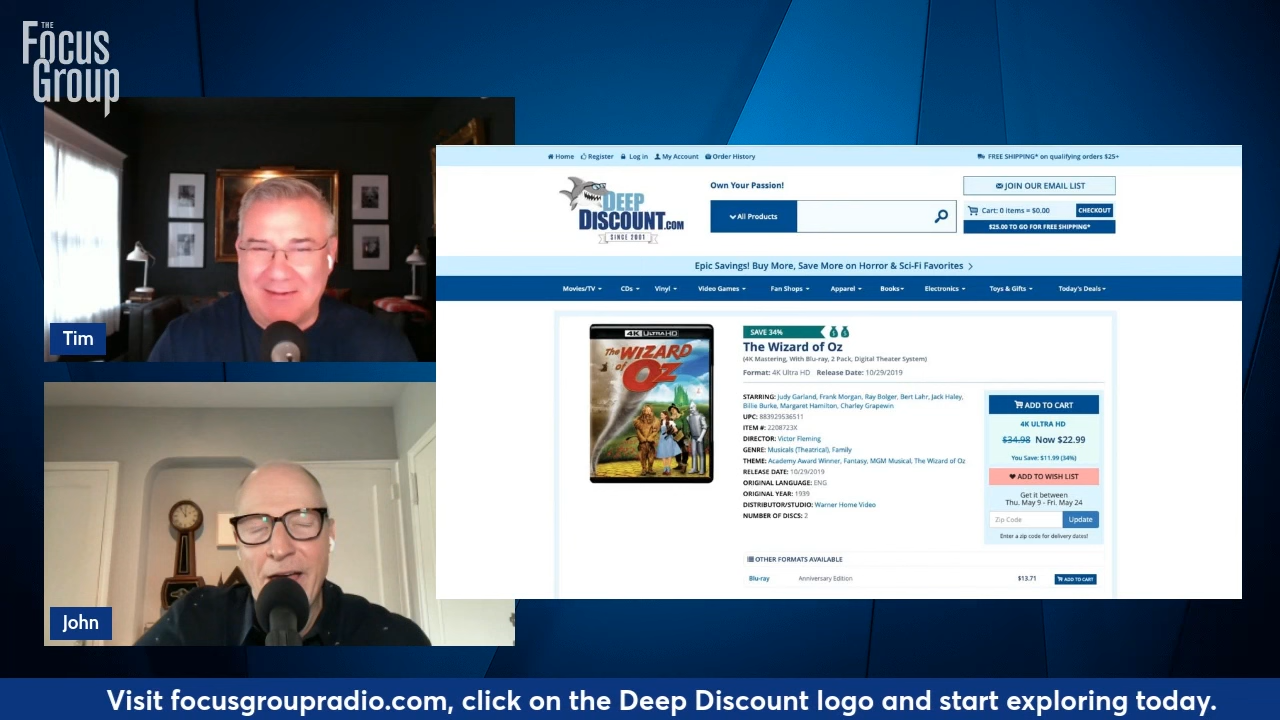 THE
FOCUS
GROUP
Tim
John
Home Register Log in My Account Order History
FREE SHIPPING* on qualifying orders $25+
DEEP
DISCOUNT.COM
SINCE 2001
Own Your Passion!
All Products
JOIN OUR EMAIL LIST
Cart: 0 items = $0.00 CHECKOUT
$25.00 TO GO FOR FREE SHIPPING*
Epic Savings! Buy More, Save More on Horror & Sci-Fi Favorites
Movies/TV CDs Vinyl Video Games Fan Shops Apparel Books Electronics Toys & Gifts Today's Deals
4K ULTRA HD
The WIZARD
of OZ
SAVE 34%
The Wizard of Oz
(4K Mastering, With Blu-ray, 2 Pack, Digital Theater System)
Format: 4K Ultra HD Release Date: 10/29/2019
STARRING: Judy Garland, Frank Morgan, Ray Bolger, Bert Lahr, Jack Haley,
Billie Burke, Margaret Hamilton, Charley Grapewin
UPC: 883929536511
ITEM #: 2208723X
DIRECTOR: Victor Fleming
GENRE: Musicals (Theatrical), Family
THEME: Academy Award Winner, Fantasy, MGM Musical, The Wizard of Oz
RELEASE DATE: 10/29/2019
ORIGINAL LANGUAGE: ENG
ORIGINAL YEAR: 1939
DISTRIBUTOR/STUDIO: Warner Home Video
NUMBER OF DISCS: 2
ADD TO CART
4K ULTRA HD
$34.98 Now $22.99
You Save: $11.99 (34%)
ADD TO WISH LIST
Get it between
Thu. May 9 - Fri. May 24
Zip Code Update
Enter a zip code for delivery dates!
OTHER FORMATS AVAILABLE
Blu-ray Anniversary Edition $13.71 ADD TO CART
Visit focusgroupradio.com, click on the Deep Discount logo and start exploring today.